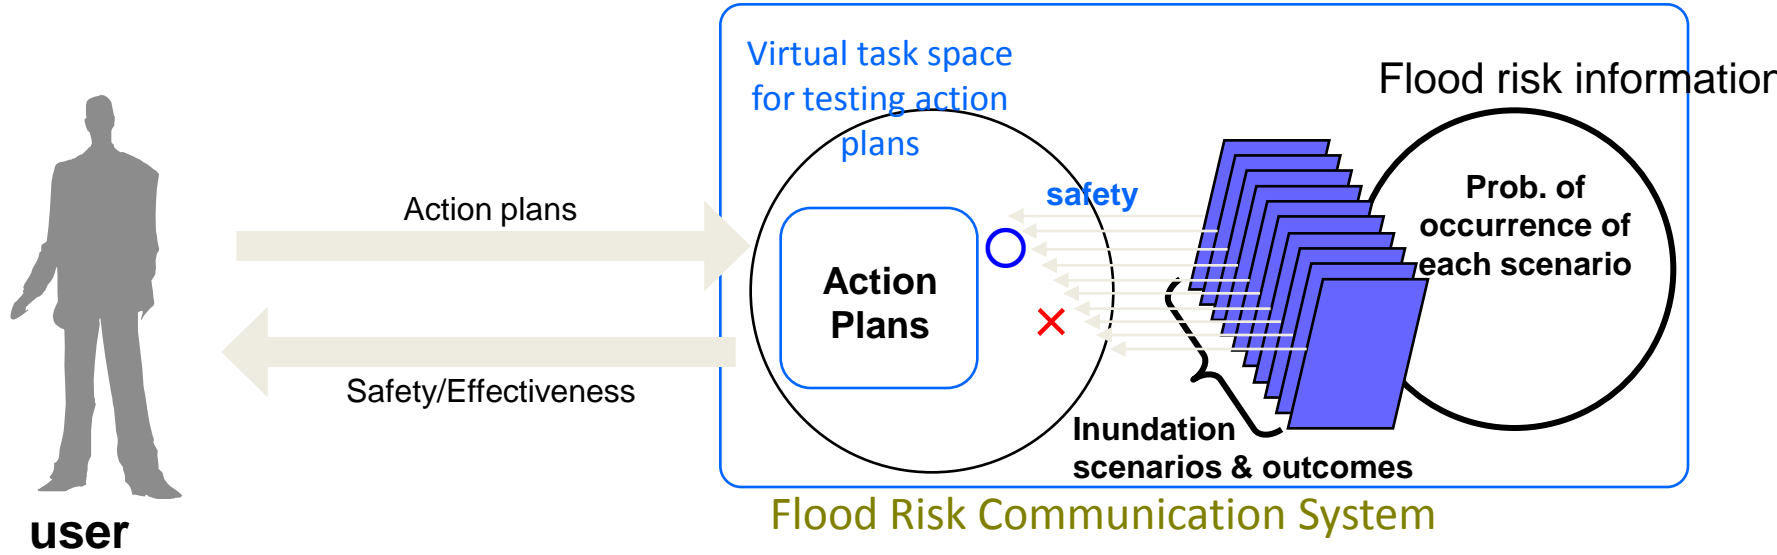 Virtual task space
for testing action
plans
Flood risk information
safety
Prob. of
occurrence of
each scenario
Action plans
Action
Plans
Safety/Effectiveness
Inundation
scenarios & outcomes
Flood Risk Communication System
user